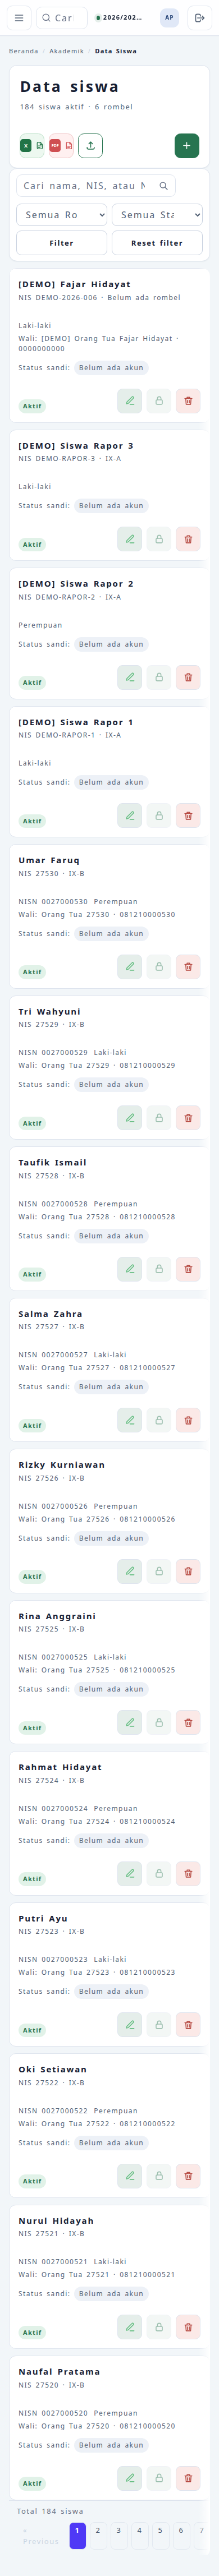 Car
2026/202...
AP
Beranda / Akademik / Data Siswa
Data siswa
184 siswa aktif · 6 rombel
X
PDF
Cari nama, NIS, atau N
Semua Ro
Semua Sta
Filter
Reset filter
[DEMO] Fajar Hidayat
NIS DEMO-2026-006 · Belum ada rombel
Laki-laki
Wali: [DEMO] Orang Tua Fajar Hidayat ·
0000000000
Status sandi: Belum ada akun
Aktif
[DEMO] Siswa Rapor 3
NIS DEMO-RAPOR-3 · IX-A
Laki-laki
Status sandi: Belum ada akun
Aktif
[DEMO] Siswa Rapor 2
NIS DEMO-RAPOR-2 · IX-A
Perempuan
Status sandi: Belum ada akun
Aktif
[DEMO] Siswa Rapor 1
NIS DEMO-RAPOR-1 · IX-A
Laki-laki
Status sandi: Belum ada akun
Aktif
Umar Faruq
NIS 27530 · IX-B
NISN 0027000530 Perempuan
Wali: Orang Tua 27530 · 081210000530
Status sandi: Belum ada akun
Aktif
Tri Wahyuni
NIS 27529 · IX-B
NISN 0027000529 Laki-laki
Wali: Orang Tua 27529 · 081210000529
Status sandi: Belum ada akun
Aktif
Taufik Ismail
NIS 27528 · IX-B
NISN 0027000528 Perempuan
Wali: Orang Tua 27528 · 081210000528
Status sandi: Belum ada akun
Aktif
Salma Zahra
NIS 27527 · IX-B
NISN 0027000527 Laki-laki
Wali: Orang Tua 27527 · 081210000527
Status sandi: Belum ada akun
Aktif
Rizky Kurniawan
NIS 27526 · IX-B
NISN 0027000526 Perempuan
Wali: Orang Tua 27526 · 081210000526
Status sandi: Belum ada akun
Aktif
Rina Anggraini
NIS 27525 · IX-B
NISN 0027000525 Laki-laki
Wali: Orang Tua 27525 · 081210000525
Status sandi: Belum ada akun
Aktif
Rahmat Hidayat
NIS 27524 · IX-B
NISN 0027000524 Perempuan
Wali: Orang Tua 27524 · 081210000524
Status sandi: Belum ada akun
Aktif
Putri Ayu
NIS 27523 · IX-B
NISN 0027000523 Laki-laki
Wali: Orang Tua 27523 · 081210000523
Status sandi: Belum ada akun
Aktif
Oki Setiawan
NIS 27522 · IX-B
NISN 0027000522 Perempuan
Wali: Orang Tua 27522 · 081210000522
Status sandi: Belum ada akun
Aktif
Nurul Hidayah
NIS 27521 · IX-B
NISN 0027000521 Laki-laki
Wali: Orang Tua 27521 · 081210000521
Status sandi: Belum ada akun
Aktif
Naufal Pratama
NIS 27520 · IX-B
NISN 0027000520 Perempuan
Wali: Orang Tua 27520 · 081210000520
Status sandi: Belum ada akun
Aktif
Total 184 siswa
« Previous 1 2 3 4 5 6 7